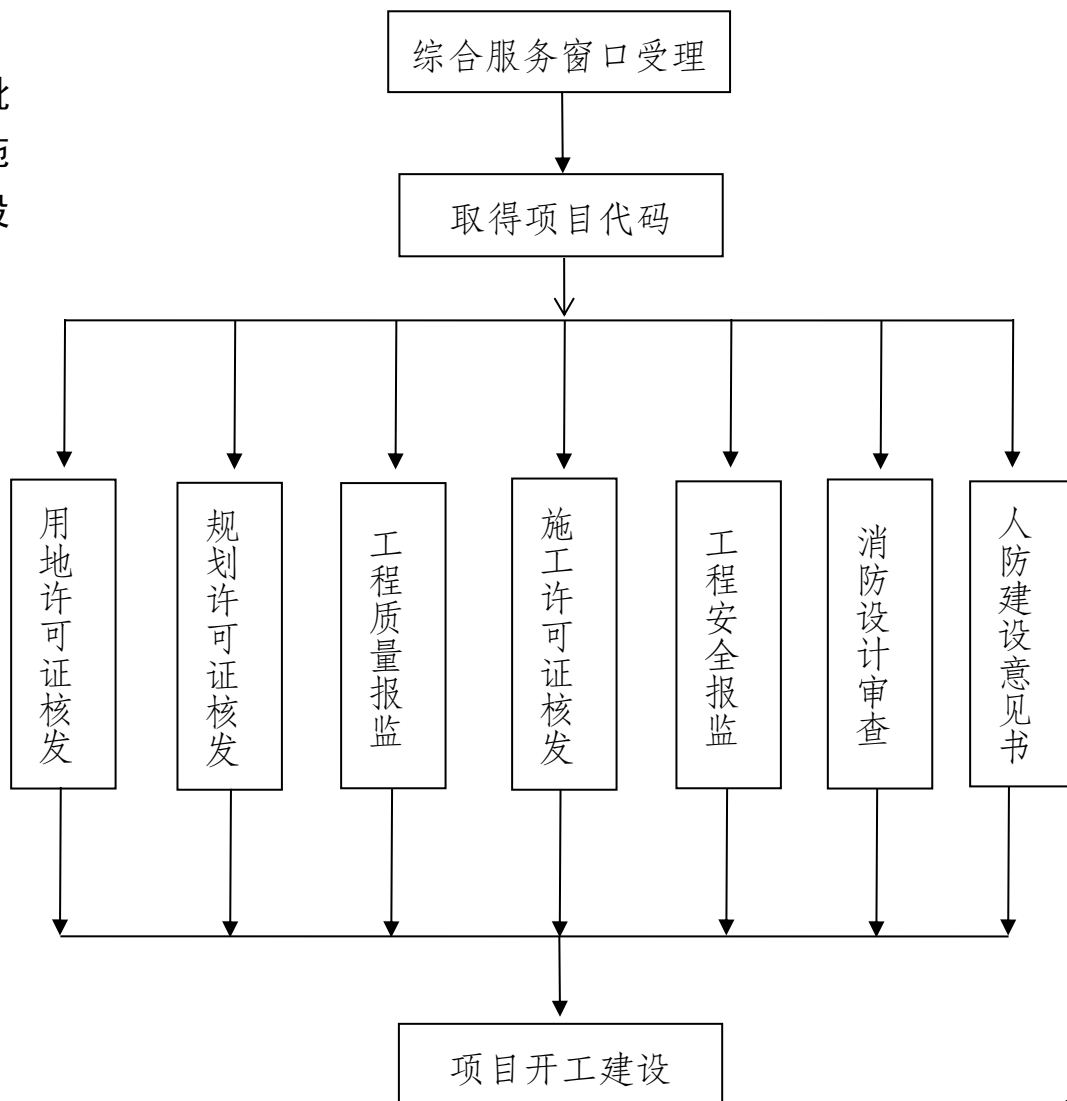 综合服务窗口受理
取得项目代码
用地许可证核发
规划许可证核发
工程质量报监
施工许可证核发
工程安全报监
消防设计审查
人防建设意见书
项目开工建设